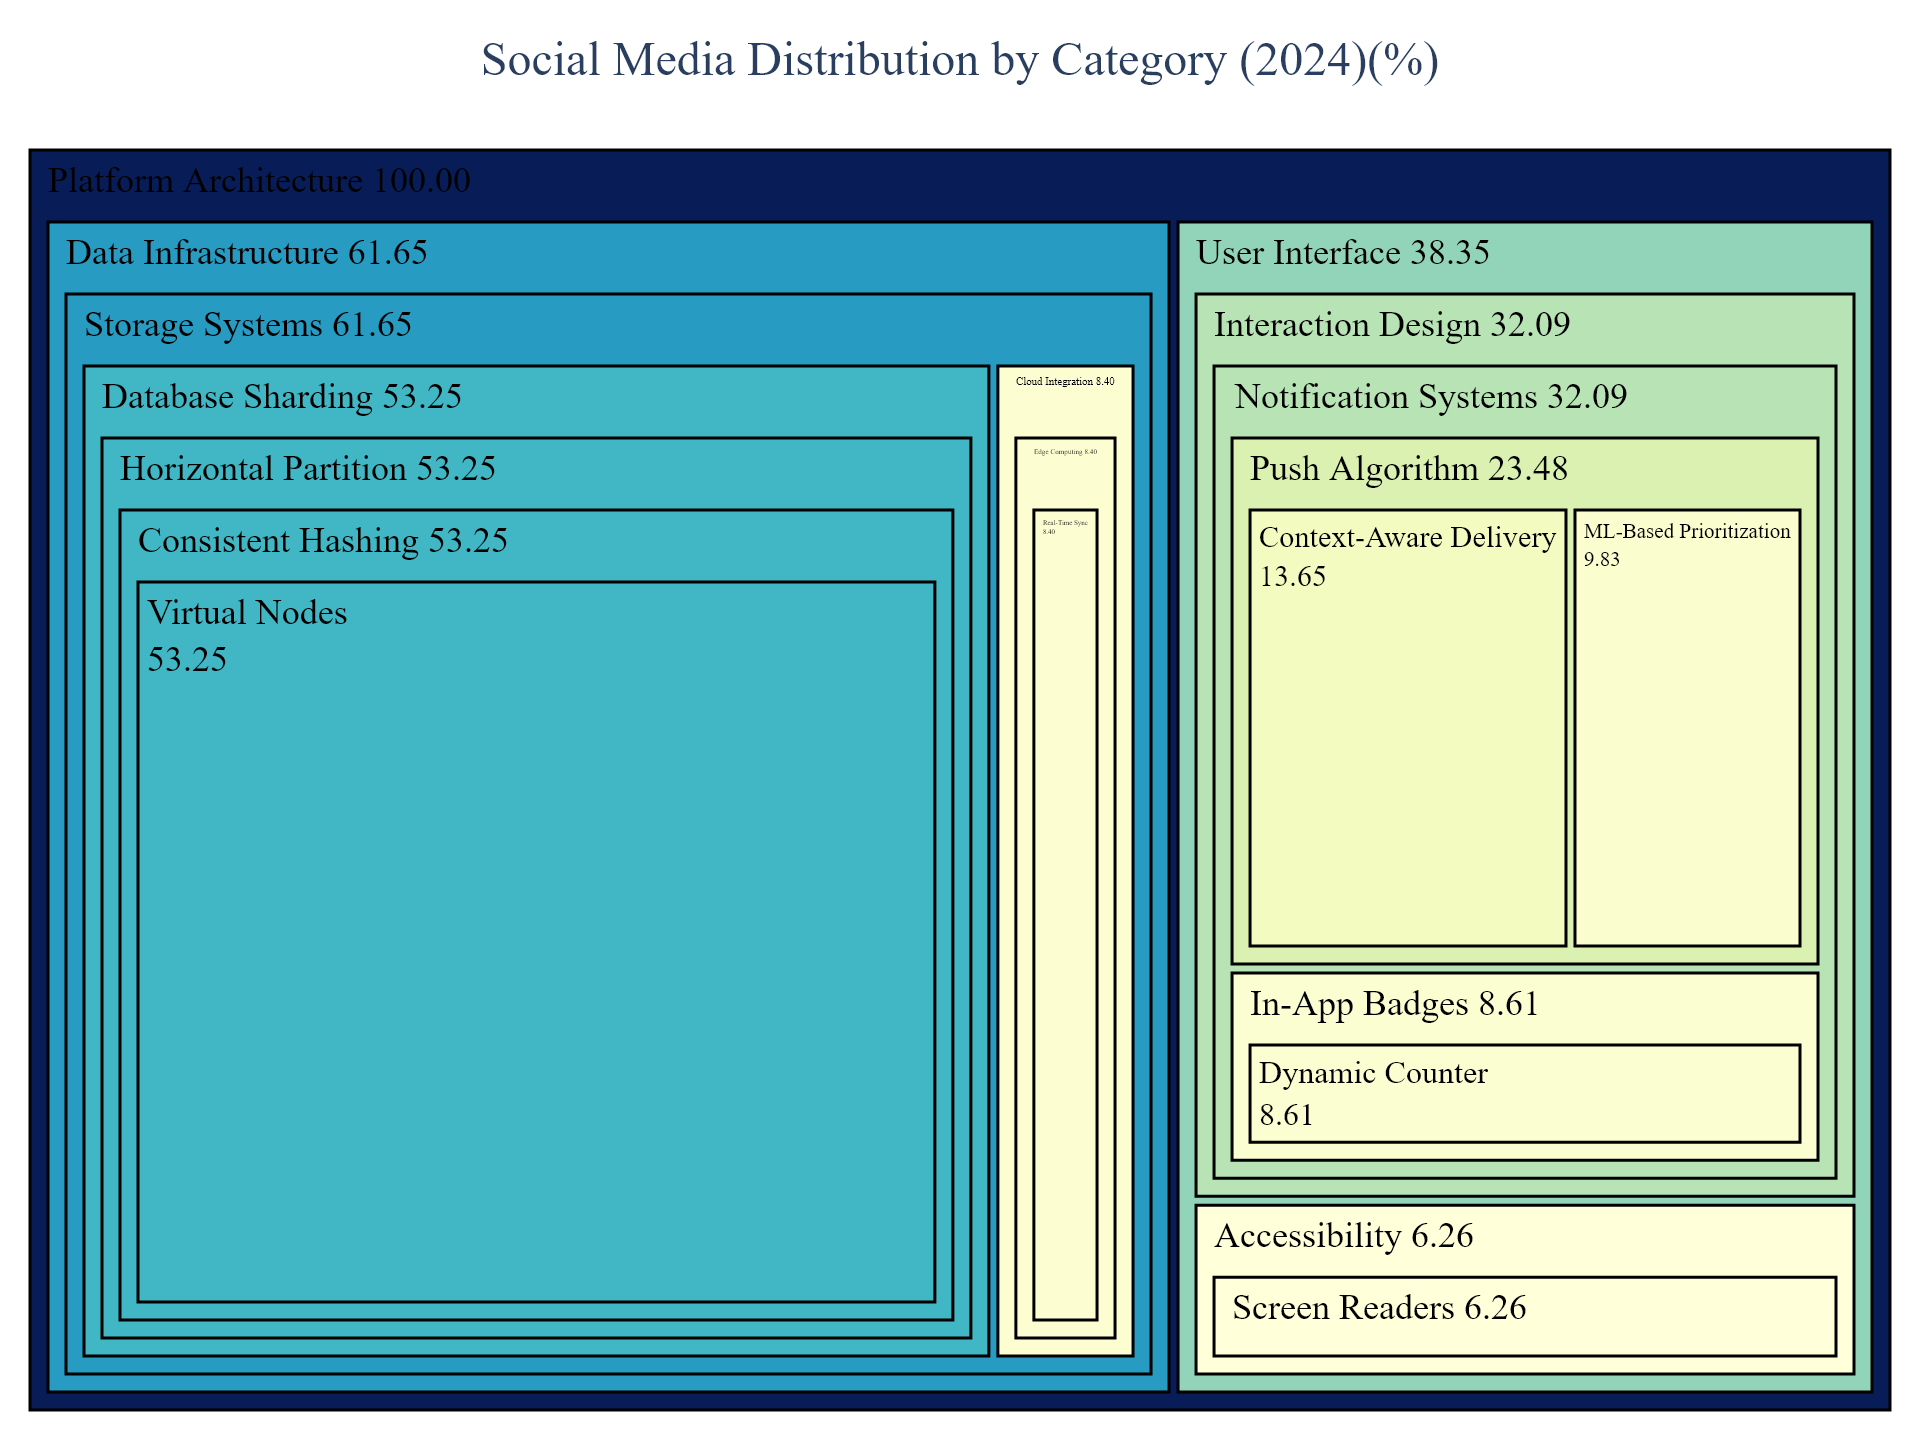 Social Media Distribution by Category (2024)(%)
Platform Architecture 100.00
Data Infrastructure 61.65
Storage Systems 61.65
Database Sharding 53.25
Horizontal Partition 53.25
Consistent Hashing 53.25
Virtual Nodes
53.25
Cloud Integration 8.40
Edge Computing 8.40
Real-Time Sync
8.40
User Interface 38.35
Interaction Design 32.09
Notification Systems 32.09
Push Algorithm 23.48
Context-Aware Delivery
13.65
ML-Based Prioritization
9.83
In-App Badges 8.61
Dynamic Counter
8.61
Accessibility 6.26
Screen Readers 6.26